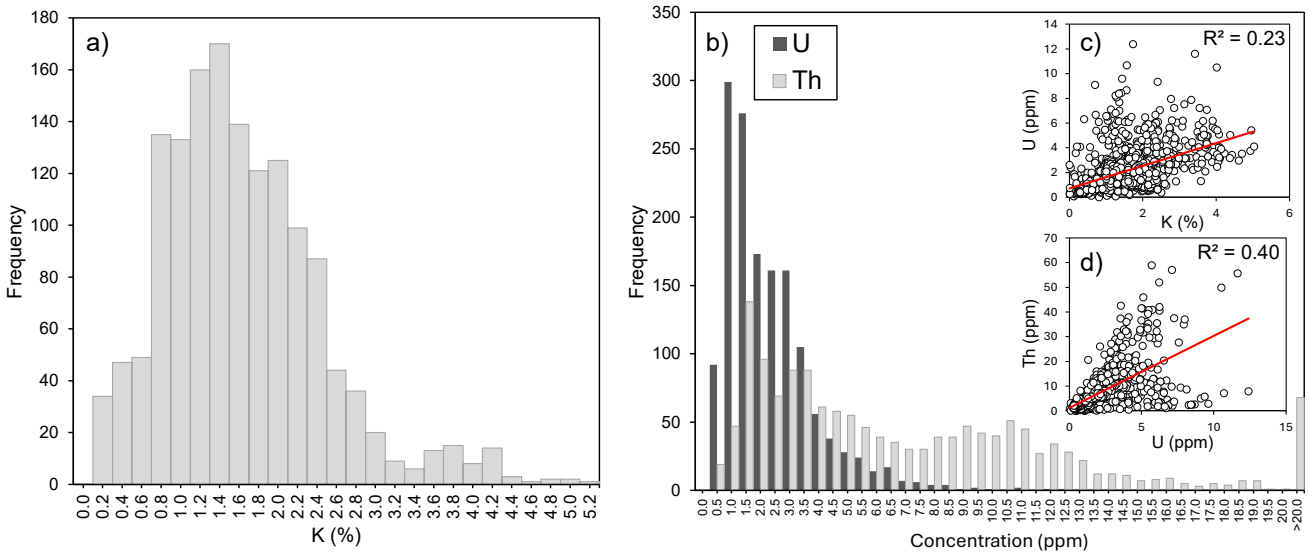 a)
Frequency
180
160
140
120
100
80
60
40
20
0
0.0 0.2 0.4 0.6 0.8 1.0 1.2 1.4 1.6 1.8 2.0 2.2 2.4 2.6 2.8 3.0 3.2 3.4 3.6 3.8 4.0 4.2 4.4 4.6 4.8 5.0 5.2
K (%)
b)
U
Th
Frequency
350
300
250
200
150
100
50
0
0.0 0.5 1.0 1.5 2.0 2.5 3.0 3.5 4.0 4.5 5.0 5.5 6.0 6.5 7.0 7.5 8.0 8.5 9.0 9.5 10.0 10.5 11.0 11.5 12.0 12.5 13.0 13.5 14.0 14.5 15.0 15.5 16.0 16.5 17.0 17.5 18.0 18.5 19.0 19.5 20.0 >20.0
Concentration (ppm)
c)
R² = 0.23
U (ppm)
14
12
10
8
6
4
2
0
0 2 4 6
K (%)
d)
R² = 0.40
Th (ppm)
70
60
50
40
30
20
10
0
0 5 10 15
U (ppm)